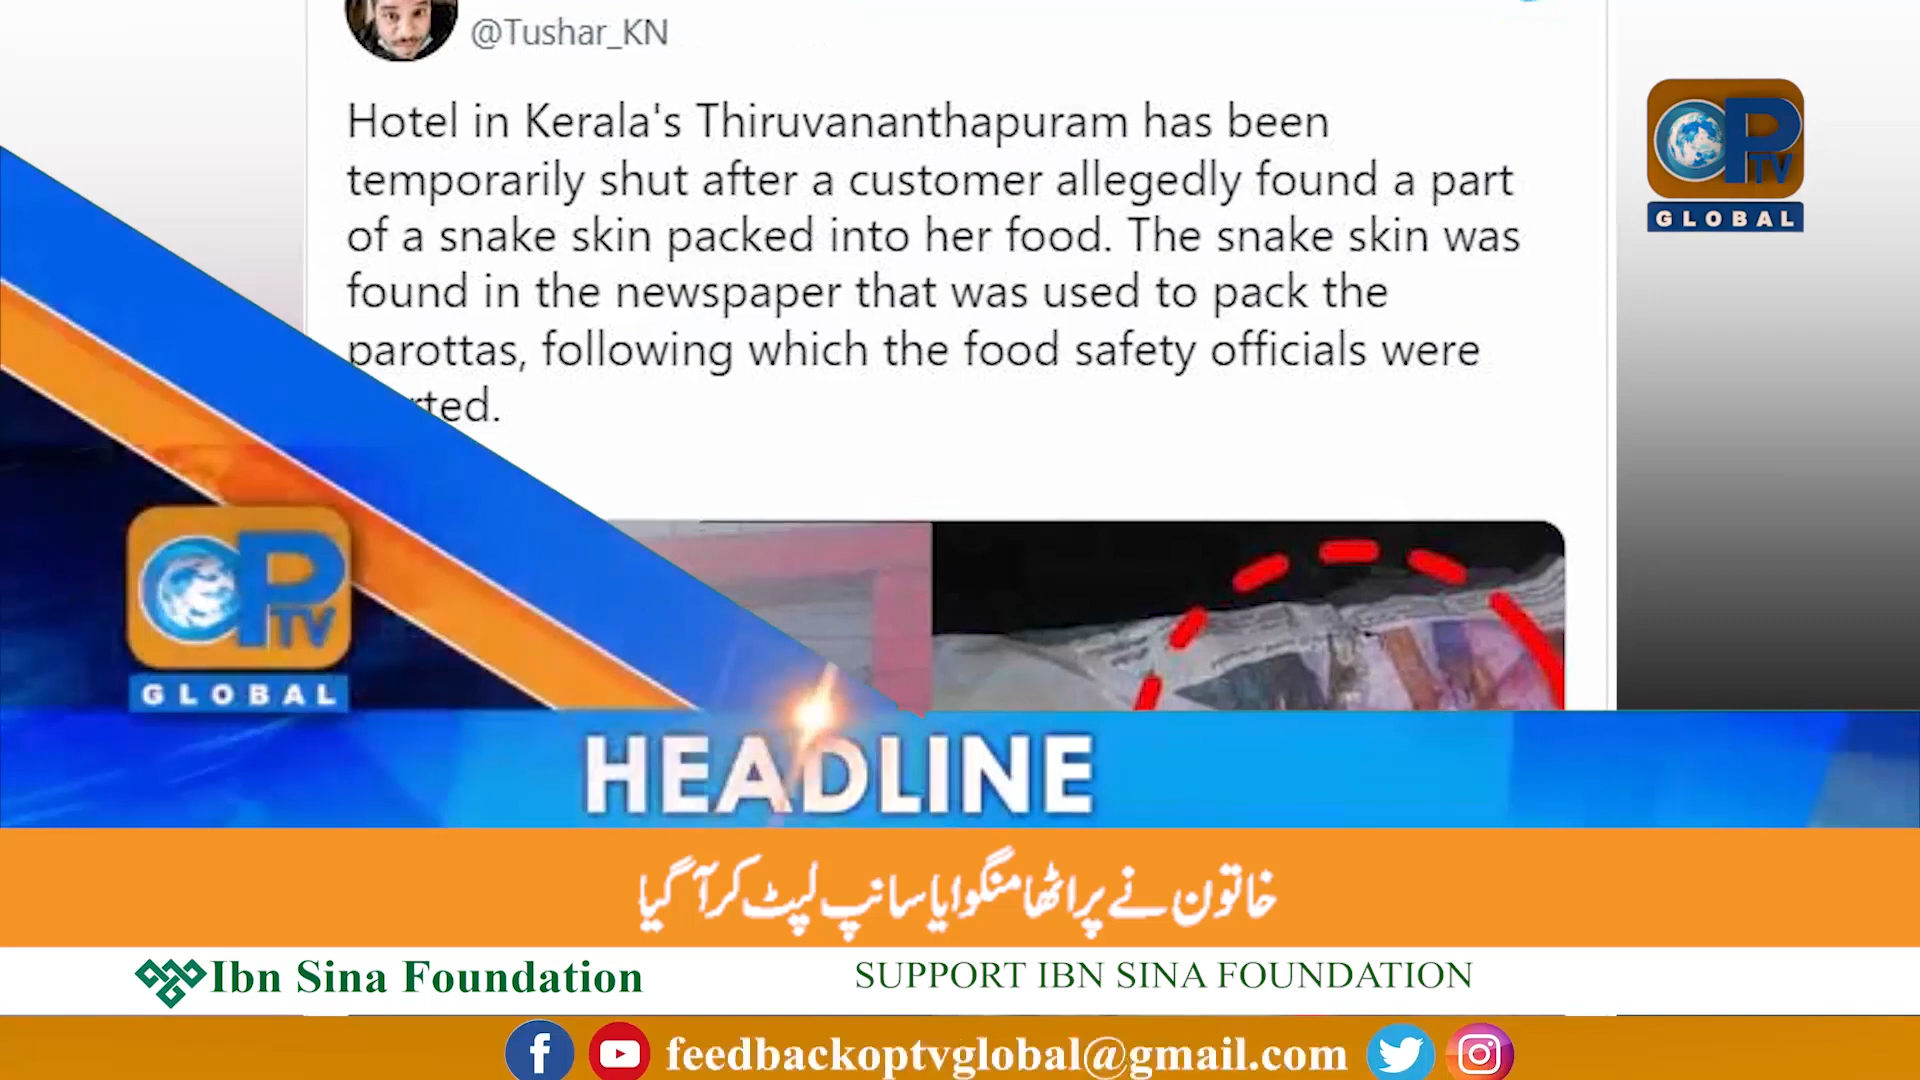 @Tushar_KN
Hotel in Kerala's Thiruvananthapuram has been
temporarily shut after a customer allegedly found a part
of a snake skin packed into her food. The snake skin was
found in the newspaper that was used to pack the
parottas, following which the food safety officials were
rted.
OPTV
GLOBAL
OPTV
GLOBAL
HEADLINE
خاتون نے پراٹھا منگوایا سانپ لپٹ کر آ گیا
Ibn Sina Foundation
SUPPORT IBN SINA FOUNDATION
feedbackoptvglobal@gmail.com